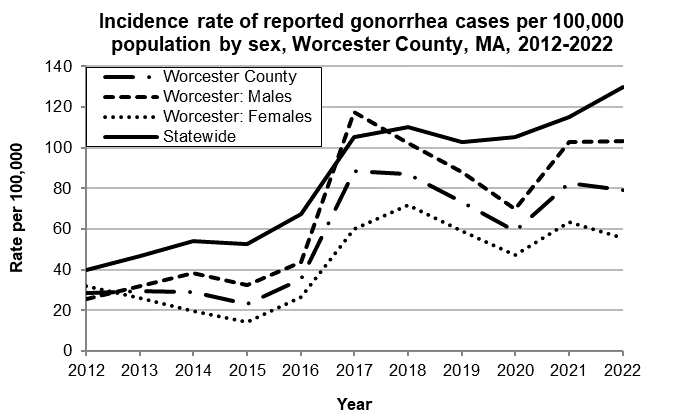 Incidence rate of reported gonorrhea cases per 100,000
population by sex, Worcester County, MA, 2012-2022
140
120
100
80
60
40
20
0
Rate per 100,000
Worcester County
Worcester: Males
Worcester: Females
Statewide
2012 2013 2014 2015 2016 2017 2018 2019 2020 2021 2022
Year